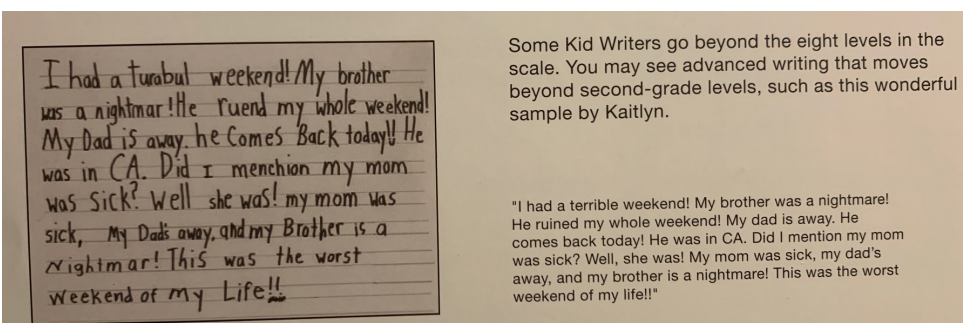 I had a turabul weekend! My brother
was a nightmar! He ruend my whole weekend!
My Dad is away. he Comes Back today!! He
was in CA. Did I menchion my mom
was Sick? Well she was! my mom was
sick, My Dad's away, and my Brother is a
Nightmar! This was the worst
Weekend of my Life!!
Some Kid Writers go beyond the eight levels in the
scale. You may see advanced writing that moves
beyond second-grade levels, such as this wonderful
sample by Kaitlyn.
"I had a terrible weekend! My brother was a nightmare!
He ruined my whole weekend! My dad is away. He
comes back today! He was in CA. Did I mention my mom
was sick? Well, she was! My mom was sick, my dad's
away, and my brother is a nightmare! This was the worst
weekend of my life!!"